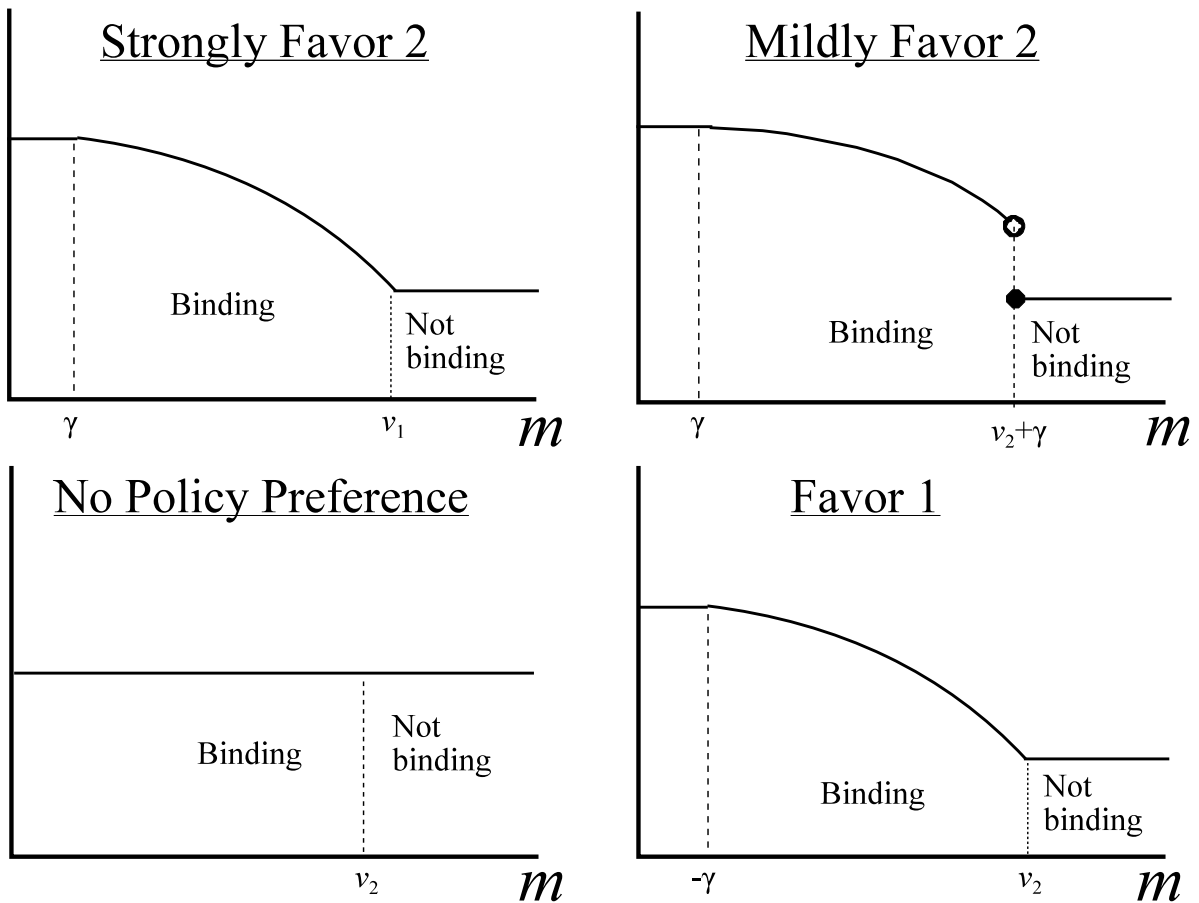 Strongly Favor 2
Binding
Not
binding
γ
v1
m
Mildly Favor 2
Binding
Not
binding
γ
v2+γ
m
No Policy Preference
Binding
Not
binding
v2
m
Favor 1
Binding
Not
binding
-γ
v2
m